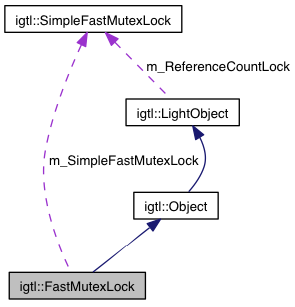 igtl::SimpleFastMutexLock
m_ReferenceCountLock
igtl::LightObject
m_SimpleFastMutexLock
igtl::Object
igtl::FastMutexLock